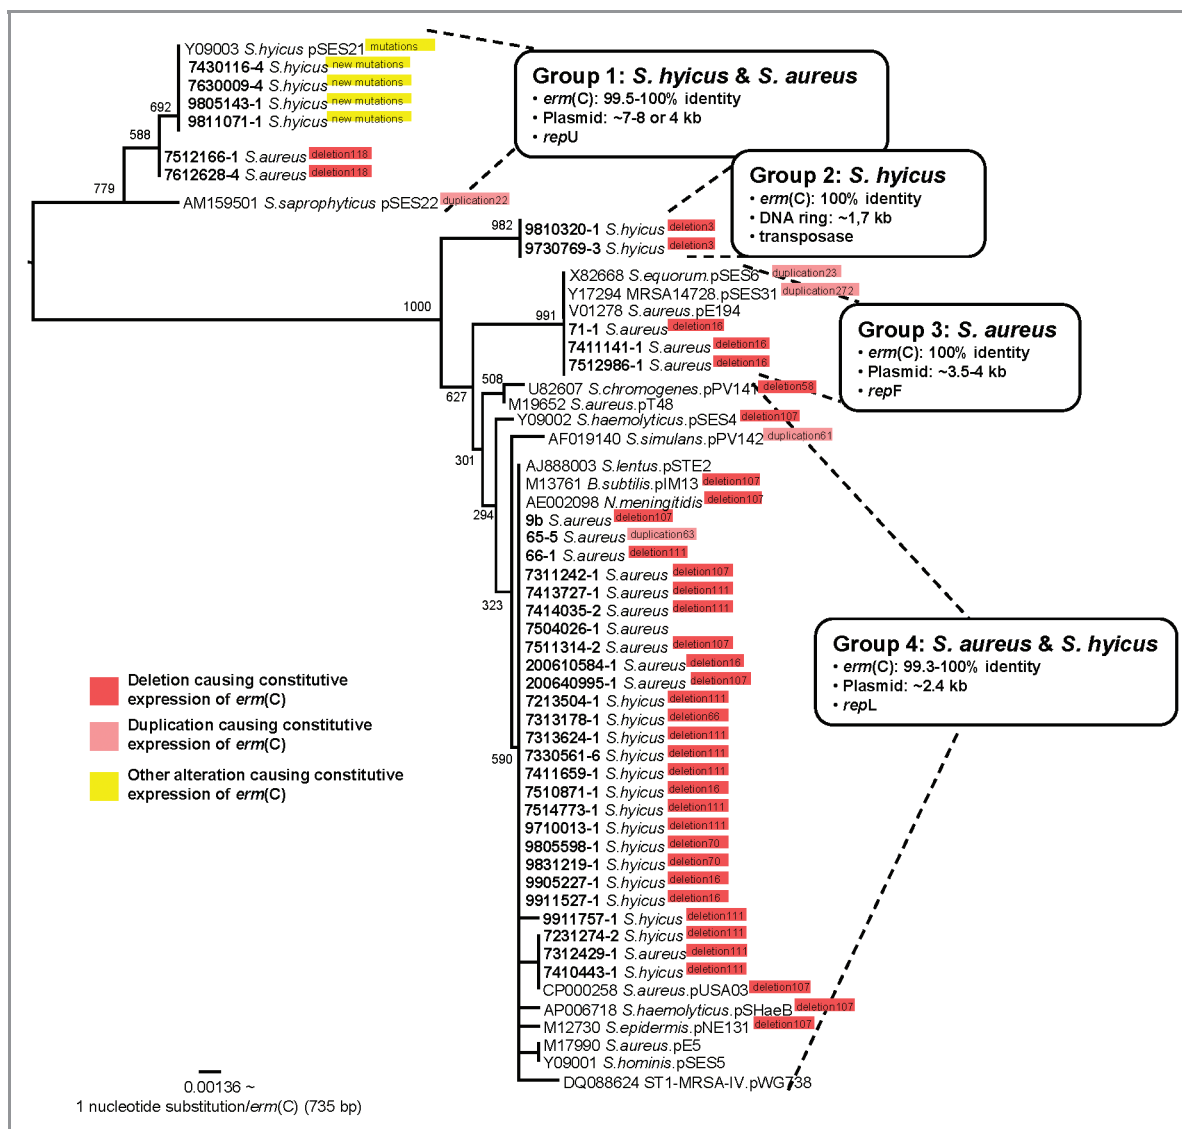 Y09003 S.hyicus pSES21 mutations
7430116-4 S.hyicus new mutations
7630009-4 S.hyicus new mutations
9805143-1 S.hyicus new mutations
9811071-1 S.hyicus new mutations
692
588
7512166-1 S.aureus deletion118
7612628-4 S.aureus deletion118
779
AM159501 S.saprophyticus pSES22 duplication22
Group 1: S. hyicus & S. aureus
• erm(C): 99.5-100% identity
• Plasmid: ~7-8 or 4 kb
• repU
Group 2: S. hyicus
• erm(C): 100% identity
• DNA ring: ~1,7 kb
• transposase
982
9810320-1 S.hyicus deletion3
9730769-3 S.hyicus deletion3
1000
X82668 S.equorum.pSES6 duplication23
Y17294 MRSA14728.pSES31 duplication272
V01278 S.aureus.pE194
991
71-1 S.aureus deletion16
7411141-1 S.aureus deletion16
7512986-1 S.aureus deletion16
Group 3: S. aureus
• erm(C): 100% identity
• Plasmid: ~3.5-4 kb
• repF
508
627
U82607 S.chromogenes.pPV141 deletion58
M19652 S.aureus.pT48
Y09002 S.haemolyticus.pSES4 deletion107
AF019140 S.simulans.pPV142 duplication61
301
AJ888003 S.lentus.pSTE2
M13761 B.subtilis.pIM13 deletion107
AE002098 N.meningitidis deletion107
294
9b S.aureus deletion107
65-5 S.aureus duplication63
66-1 S.aureus deletion111
7311242-1 S.aureus deletion107
7413727-1 S.aureus deletion111
323
7414035-2 S.aureus deletion111
7504026-1 S.aureus
7511314-2 S.aureus deletion107
200610584-1 S.aureus deletion16
200640995-1 S.aureus deletion107
7213504-1 S.hyicus deletion111
7313178-1 S.hyicus deletion66
7313624-1 S.hyicus deletion111
7330561-6 S.hyicus deletion111
590
7411659-1 S.hyicus deletion111
7510871-1 S.hyicus deletion16
7514773-1 S.hyicus deletion111
9710013-1 S.hyicus deletion111
9805598-1 S.hyicus deletion70
9831219-1 S.hyicus deletion70
9905227-1 S.hyicus deletion16
9911527-1 S.hyicus deletion16
9911757-1 S.hyicus deletion111
7231274-2 S.hyicus deletion111
7312429-1 S.aureus deletion111
7410443-1 S.hyicus deletion111
CP000258 S.aureus.pUSA03 deletion107
AP006718 S.haemolyticus.pSHaeB deletion107
M12730 S.epidermis.pNE131 deletion107
M17990 S.aureus.pE5
Y09001 S.hominis.pSES5
DQ088624 ST1-MRSA-IV.pWG738
Group 4: S. aureus & S. hyicus
• erm(C): 99.3-100% identity
• Plasmid: ~2.4 kb
• repL
Deletion causing constitutive
expression of erm(C)
Duplication causing constitutive
expression of erm(C)
Other alteration causing constitutive
expression of erm(C)
0.00136 ~
1 nucleotide substitution/erm(C) (735 bp)